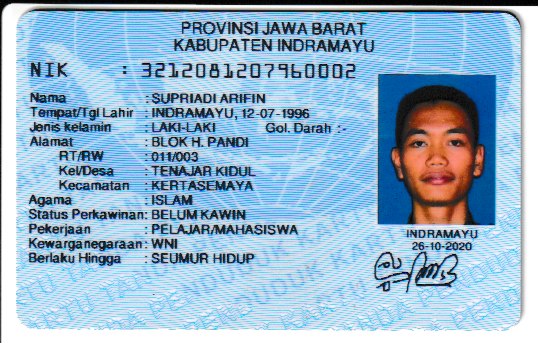 PROVINSI JAWA BARAT
KABUPATEN INDRAMAYU
NIK : 3212081207960002
Nama : SUPRIADI ARIFIN
Tempat/Tgl Lahir : INDRAMAYU, 12-07-1996
Jenis kelamin : LAKI-LAKI Gol. Darah :-
Alamat : BLOK H. PANDI
RT/RW : 011/003
Kel/Desa : TENAJAR KIDUL
Kecamatan : KERTASEMAYA
Agama : ISLAM
Status Perkawinan: BELUM KAWIN
Pekerjaan : PELAJAR/MAHASISWA
Kewarganegaraan: WNI
Berlaku Hingga : SEUMUR HIDUP
INDRAMAYU
26-10-2020